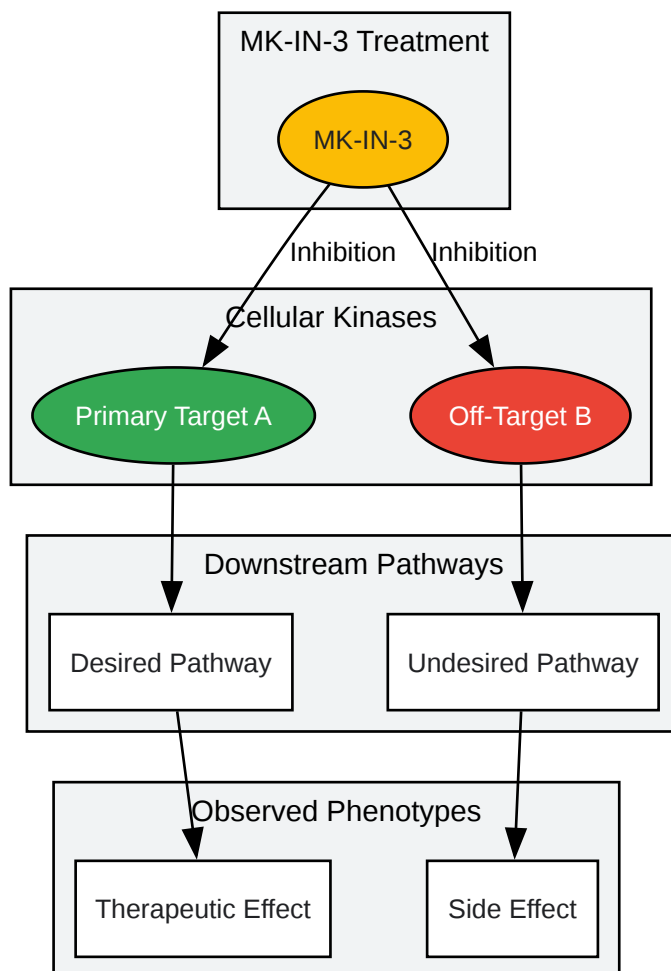 MK-IN-3 Treatment
MK-IN-3
Inhibition
Inhibition
Cellular Kinases
Primary Target A
Off-Target B
Downstream Pathways
Desired Pathway
Undesired Pathway
Observed Phenotypes
Therapeutic Effect
Side Effect